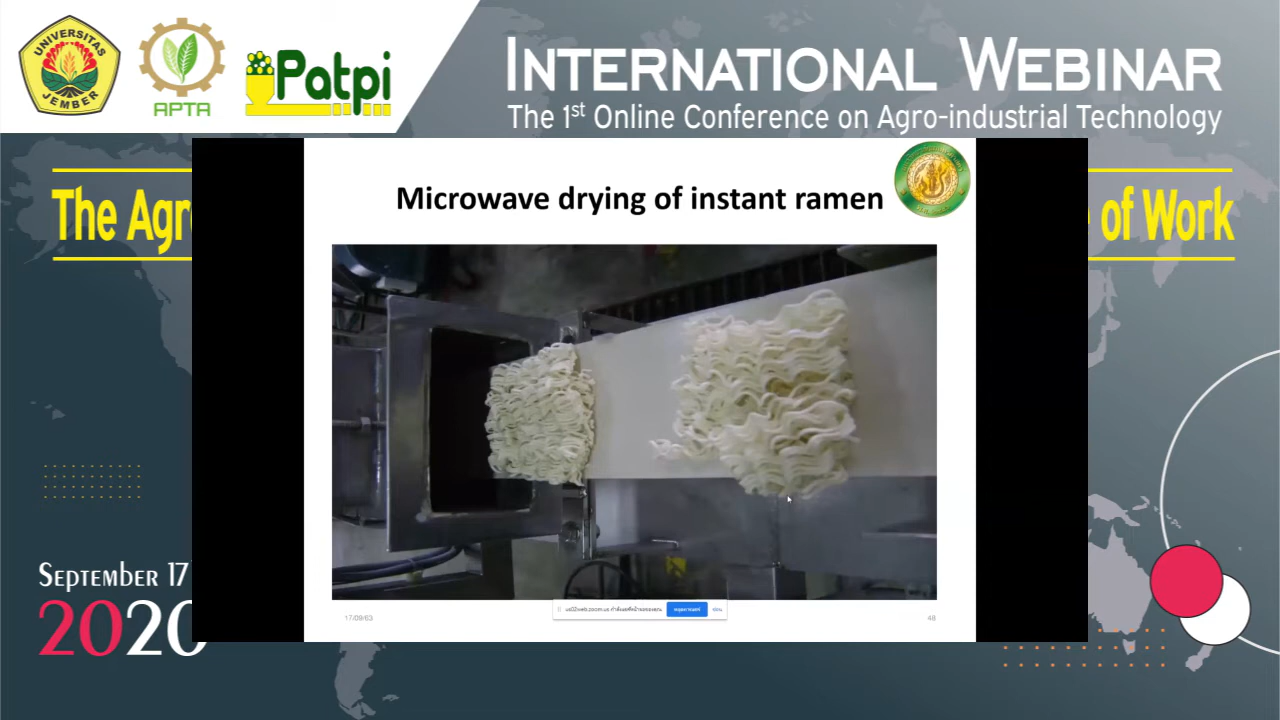 UNIVERSITAS
JEMBER
APTA
Patpi
INTERNATIONAL WEBINAR
The 1st Online Conference on Agro-industrial Technology
The Agr
e of Work
Microwave drying of instant ramen
SEPTEMBER 17
2020
17/09/63
48